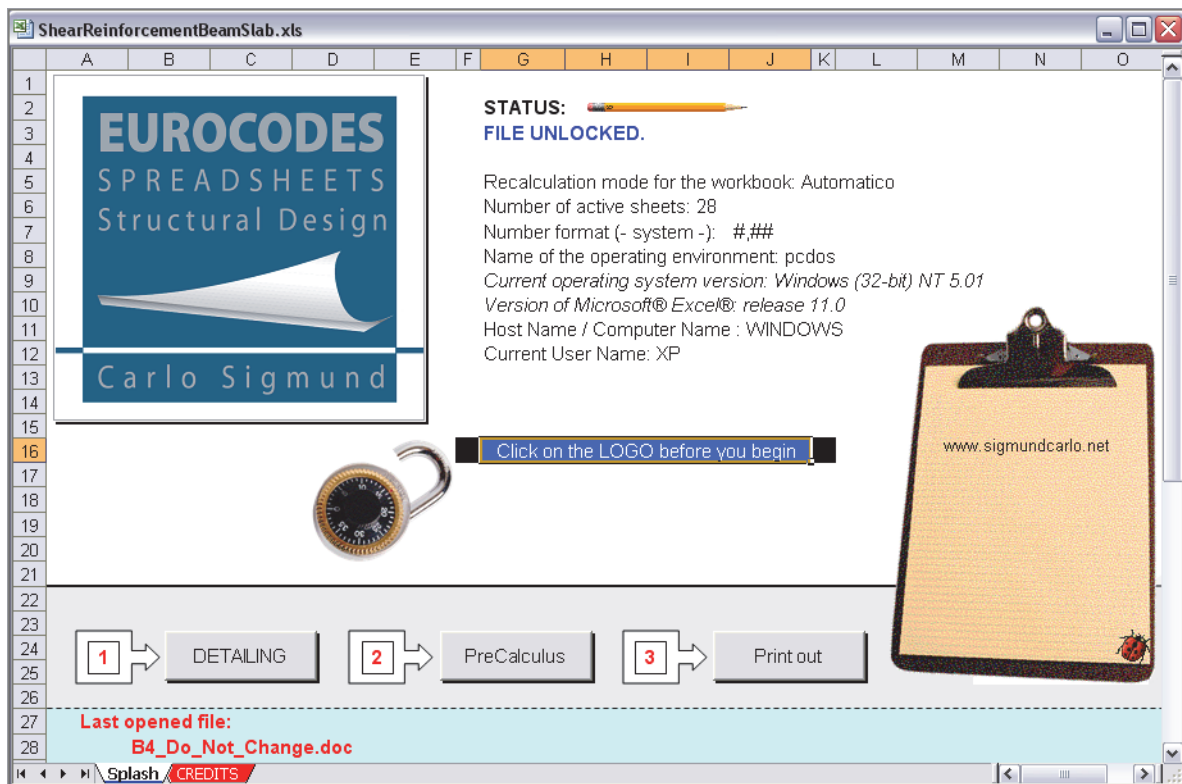 ShearReinforcementBeamSlab.xls
A B C D E F G H I J K L M N O
1
2
3
4
5
6
7
8
9
10
11
12
13
14
15
16
17
18
19
20
21
22
23
24
25
26
27
28
EUROCODES
SPREADSHEETS
Structural Design
Carlo Sigmund
STATUS:
FILE UNLOCKED.
Recalculation mode for the workbook: Automatico
Number of active sheets: 28
Number format (- system -): #,##
Name of the operating environment: pcdos
Current operating system version: Windows (32-bit) NT 5.01
Version of Microsoft® Excel®: release 11.0
Host Name / Computer Name : WINDOWS
Current User Name: XP
Click on the LOGO before you begin
www.sigmundcarlo.net
1 DETAILING 2 PreCalculus 3 Print out
Last opened file:
B4_Do_Not_Change.doc
Splash CREDITS